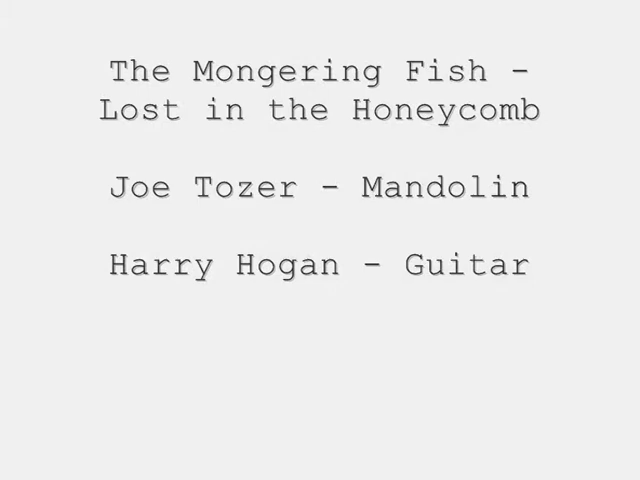 The Mongering Fish -
Lost in the Honeycomb
Joe Tozer - Mandolin
Harry Hogan - Guitar